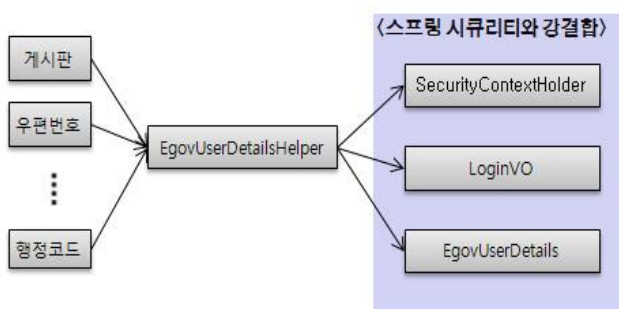 〈스프링 시큐리티와 강결합〉
게시판
우편번호
행정코드
EgovUserDetailsHelper
SecurityContextHolder
LoginVO
EgovUserDetails